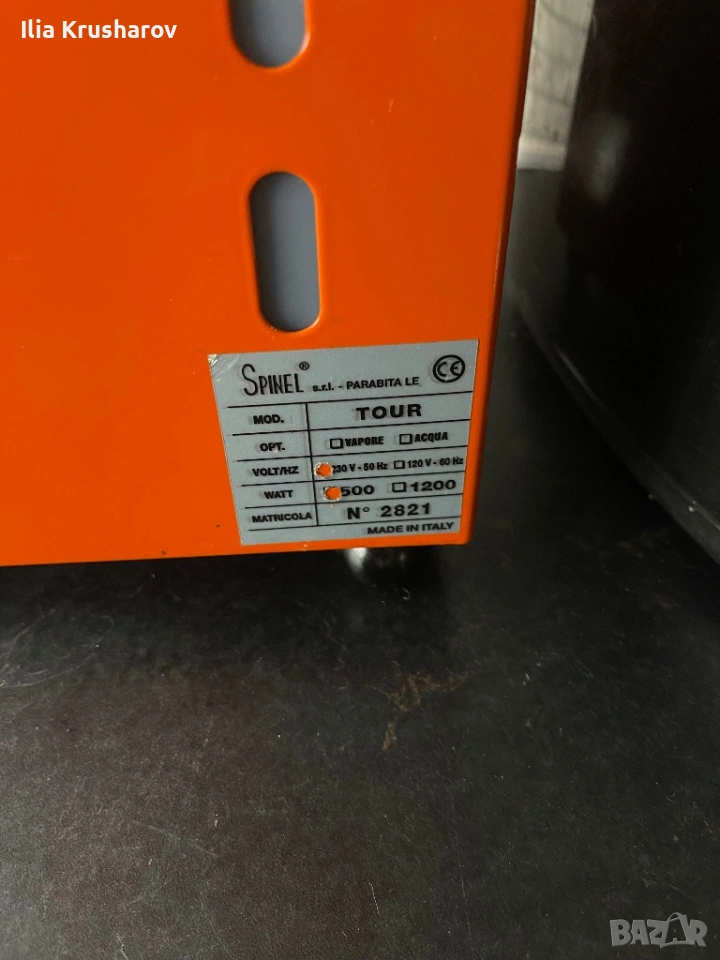 Ilia Krusharov
SPINEL® s.r.l. - PARABITA LE CE
MOD. TOUR
OPT. VAPORE ACQUA
VOLT/HZ 230 V - 50 Hz 120 V - 60 Hz
WATT 500 1200
MATRICOLA N° 2821
MADE IN ITALY
BAZAR